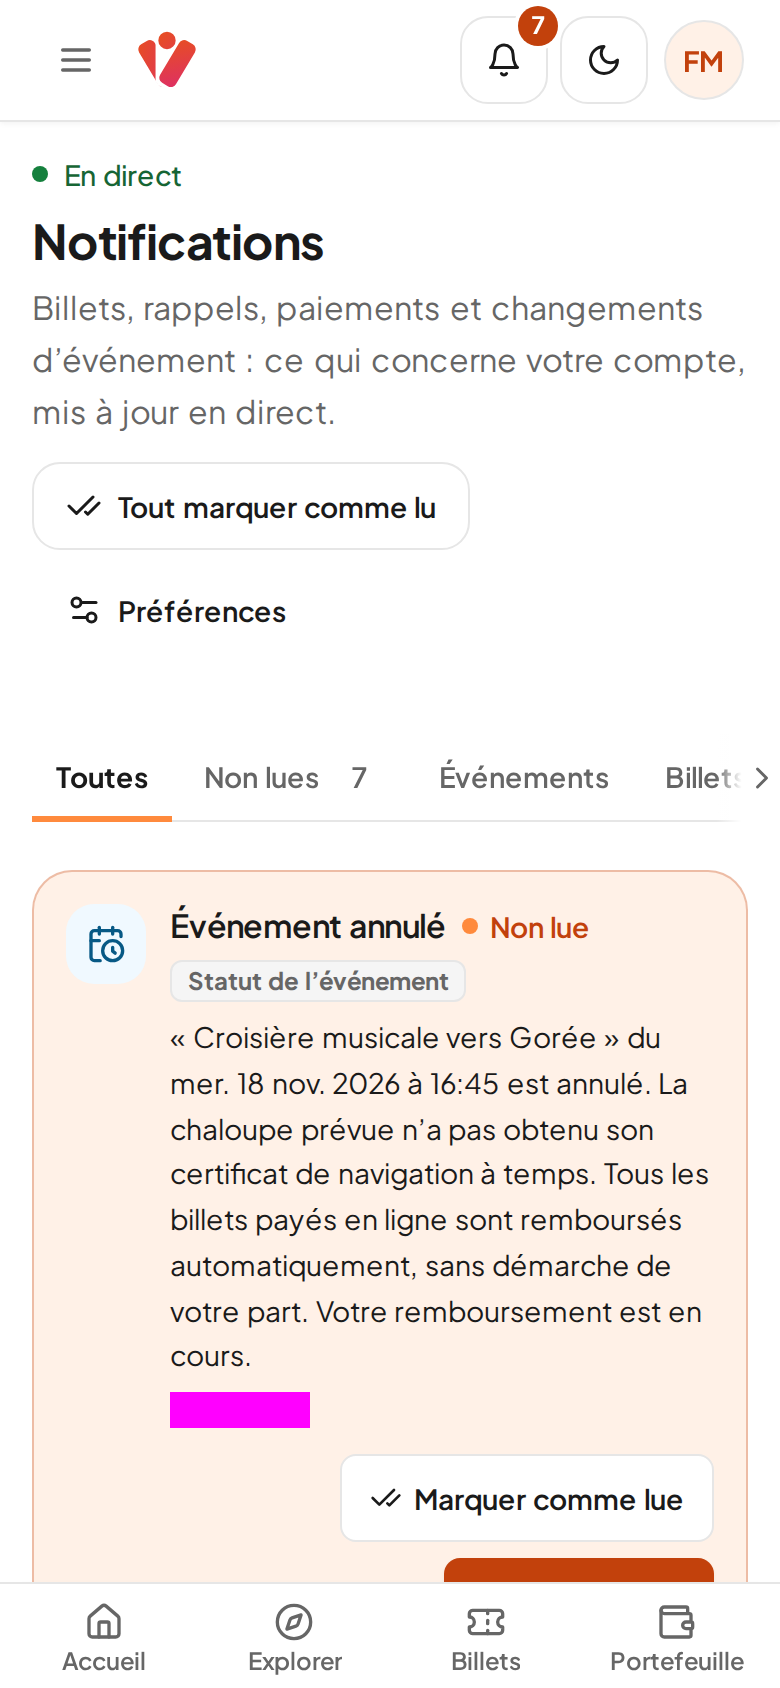 7
FM
En direct
Notifications
Billets, rappels, paiements et changements
d’événement : ce qui concerne votre compte,
mis à jour en direct.
Tout marquer comme lu
Préférences
Toutes
Non lues 7
Événements
Billets
Événement annulé
Non lue
Statut de l’événement
« Croisière musicale vers Gorée » du
mer. 18 nov. 2026 à 16:45 est annulé. La
chaloupe prévue n’a pas obtenu son
certificat de navigation à temps. Tous les
billets payés en ligne sont remboursés
automatiquement, sans démarche de
votre part. Votre remboursement est en
cours.
Marquer comme lue
Accueil
Explorer
Billets
Portefeuille